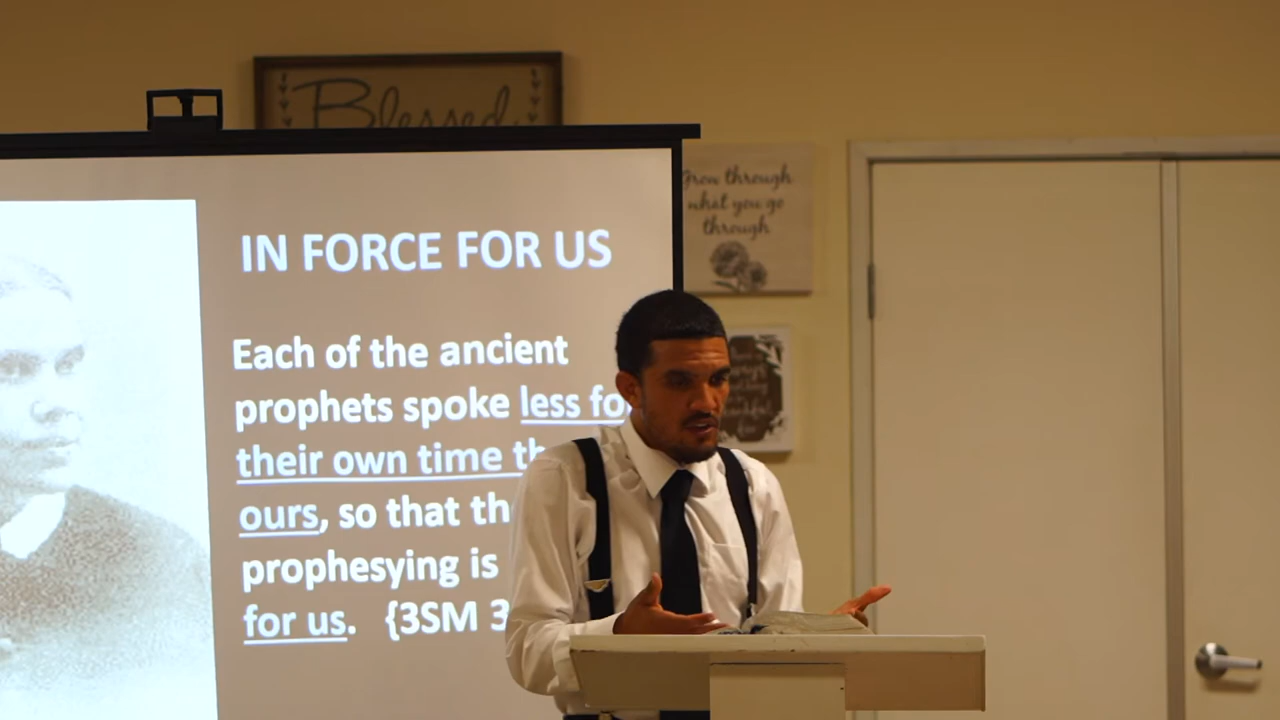 Blessed
Grow through
what you go
through
IN FORCE FOR US
Each of the ancient
prophets spoke less fo
their own time th
ours, so that th
prophesying is
for us. {3SM 3